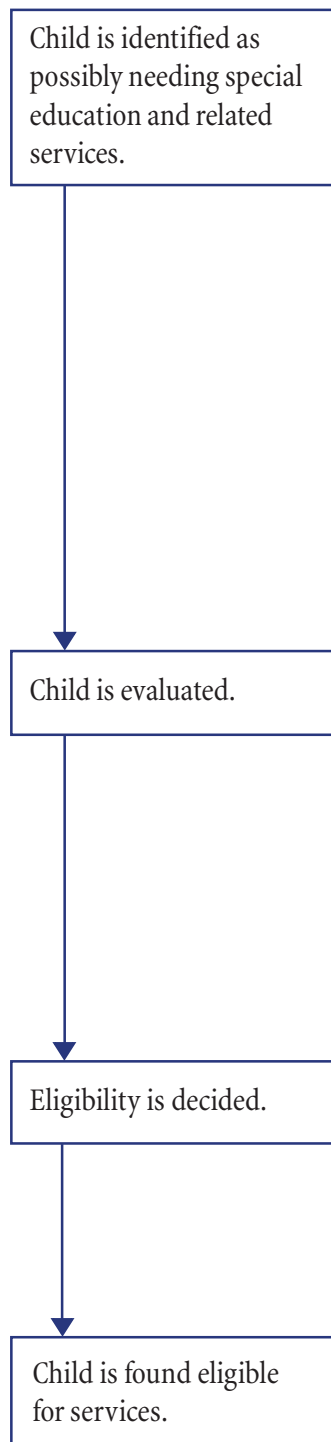 Child is identified as
possibly needing special
education and related
services.
Child is evaluated.
Eligibility is decided.
Child is found eligible
for services.